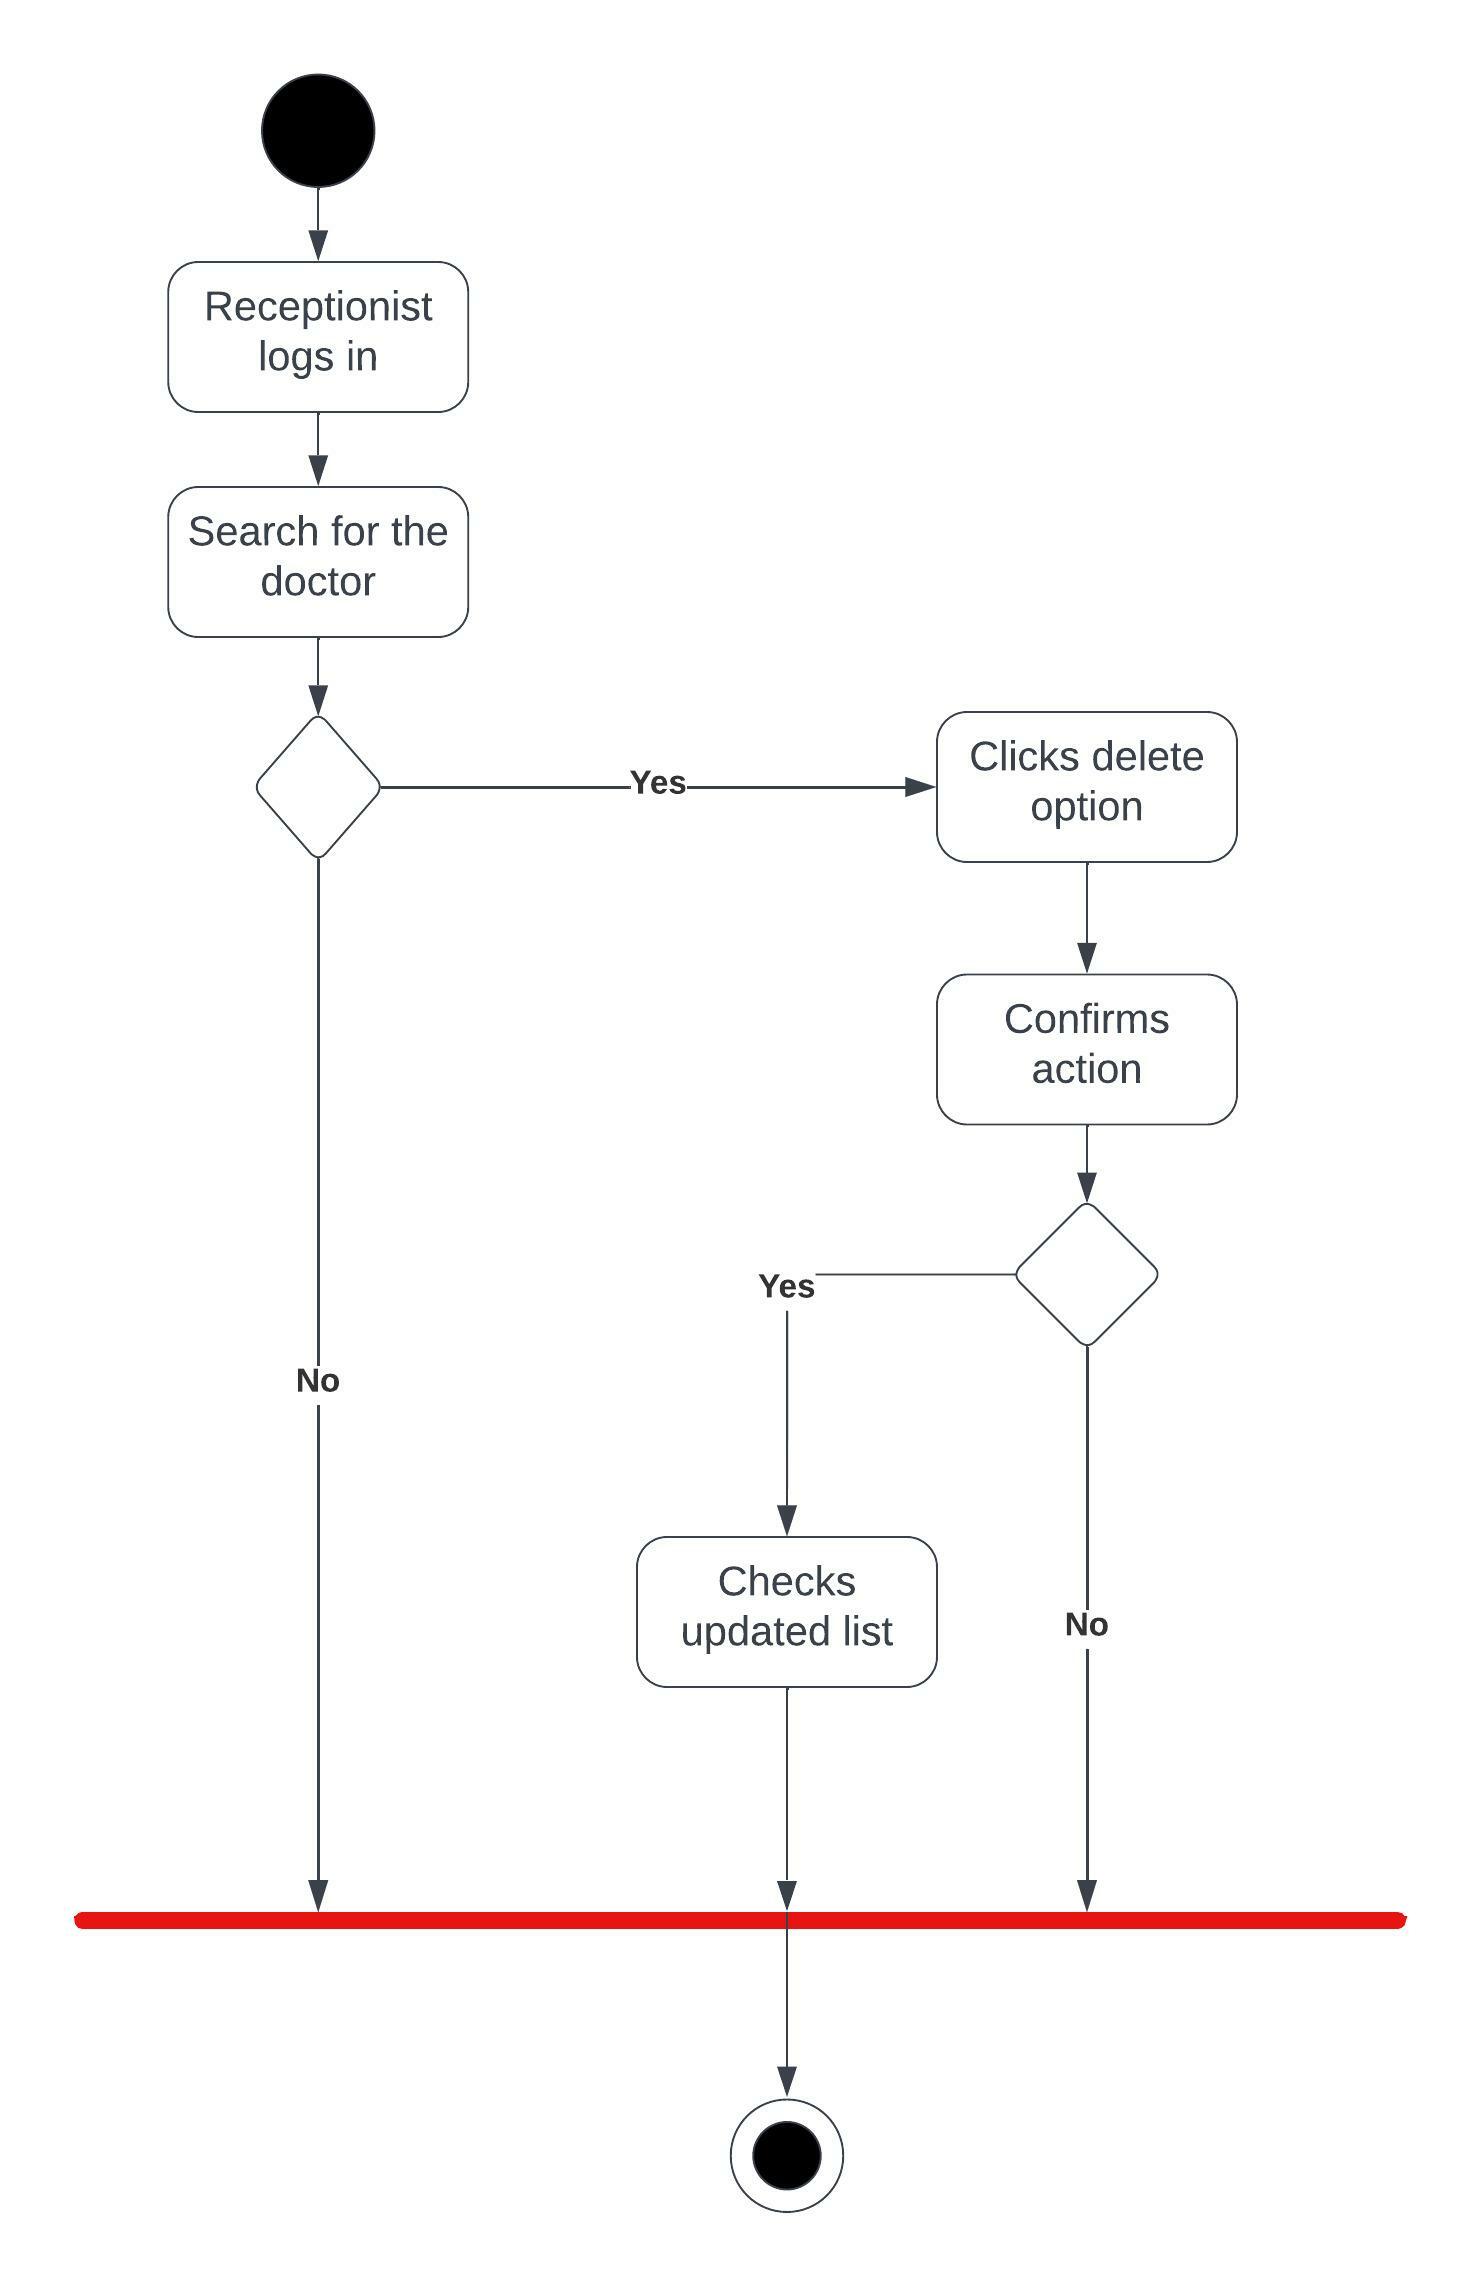 Receptionist
logs in
Search for the
doctor
Yes
Clicks delete
option
Confirms
action
Yes
No
Checks
updated list
No